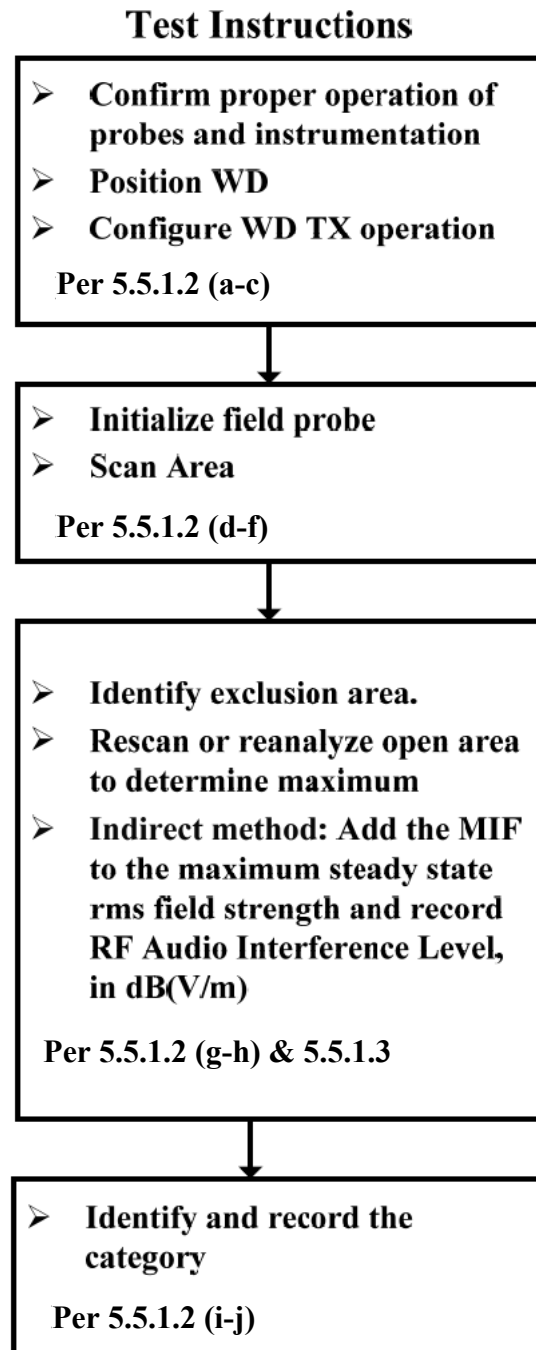 Test Instructions
➢ Confirm proper operation of
probes and instrumentation
➢ Position WD
➢ Configure WD TX operation
Per 5.5.1.2 (a-c)
➢ Initialize field probe
➢ Scan Area
Per 5.5.1.2 (d-f)
➢ Identify exclusion area.
➢ Rescan or reanalyze open area
to determine maximum
➢ Indirect method: Add the MIF
to the maximum steady state
rms field strength and record
RF Audio Interference Level,
in dB(V/m)
Per 5.5.1.2 (g-h) & 5.5.1.3
➢ Identify and record the
category
Per 5.5.1.2 (i-j)